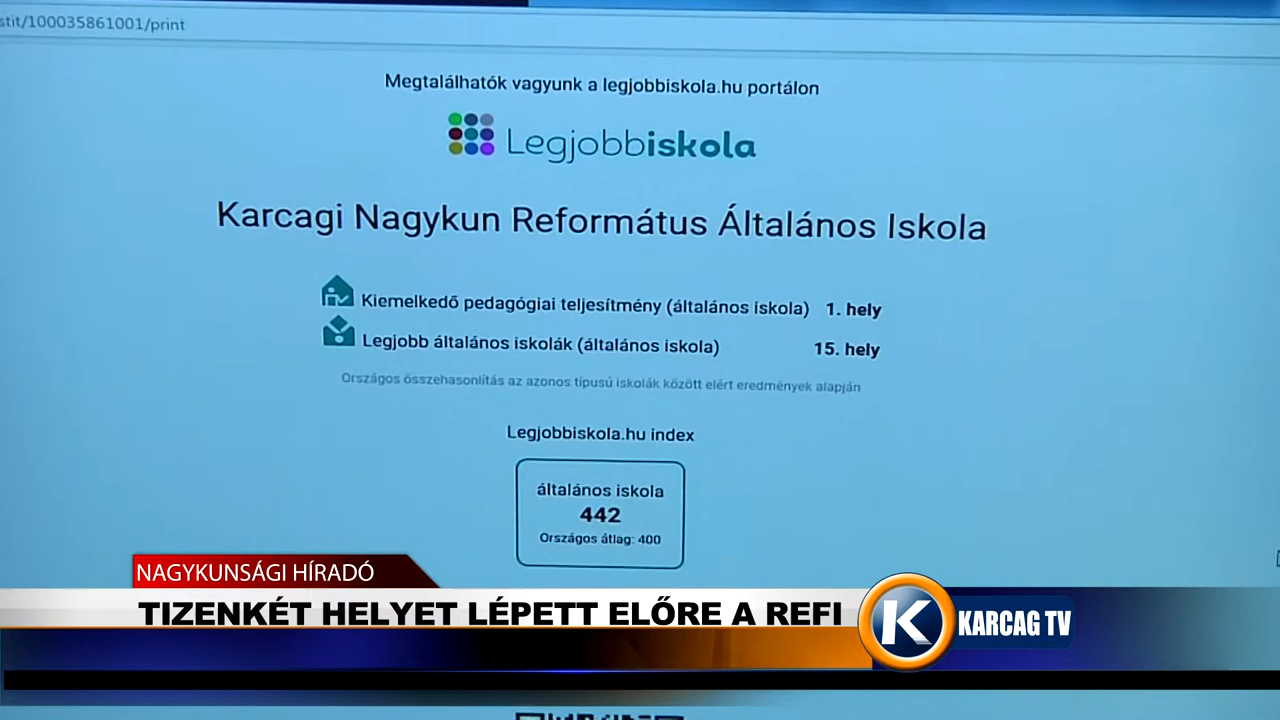 stit/100035861001/print
Megtalálhatók vagyunk a legjobbiskola.hu portálon
Legjobbiskola
Karcagi Nagykun Református Általános Iskola
Kiemelkedő pedagógiai teljesítmény (általános iskola) 1. hely
Legjobb általános iskolák (általános iskola) 15. hely
Országos összehasonlítás az azonos típusú iskolák között elért eredmények alapján
Legjobbiskola.hu index
általános iskola
442
Országos átlag: 400
NAGYKUNSÁGI HÍRADÓ
TIZENKÉT HELYET LÉPETT ELŐRE A REFI
K KARCAG TV